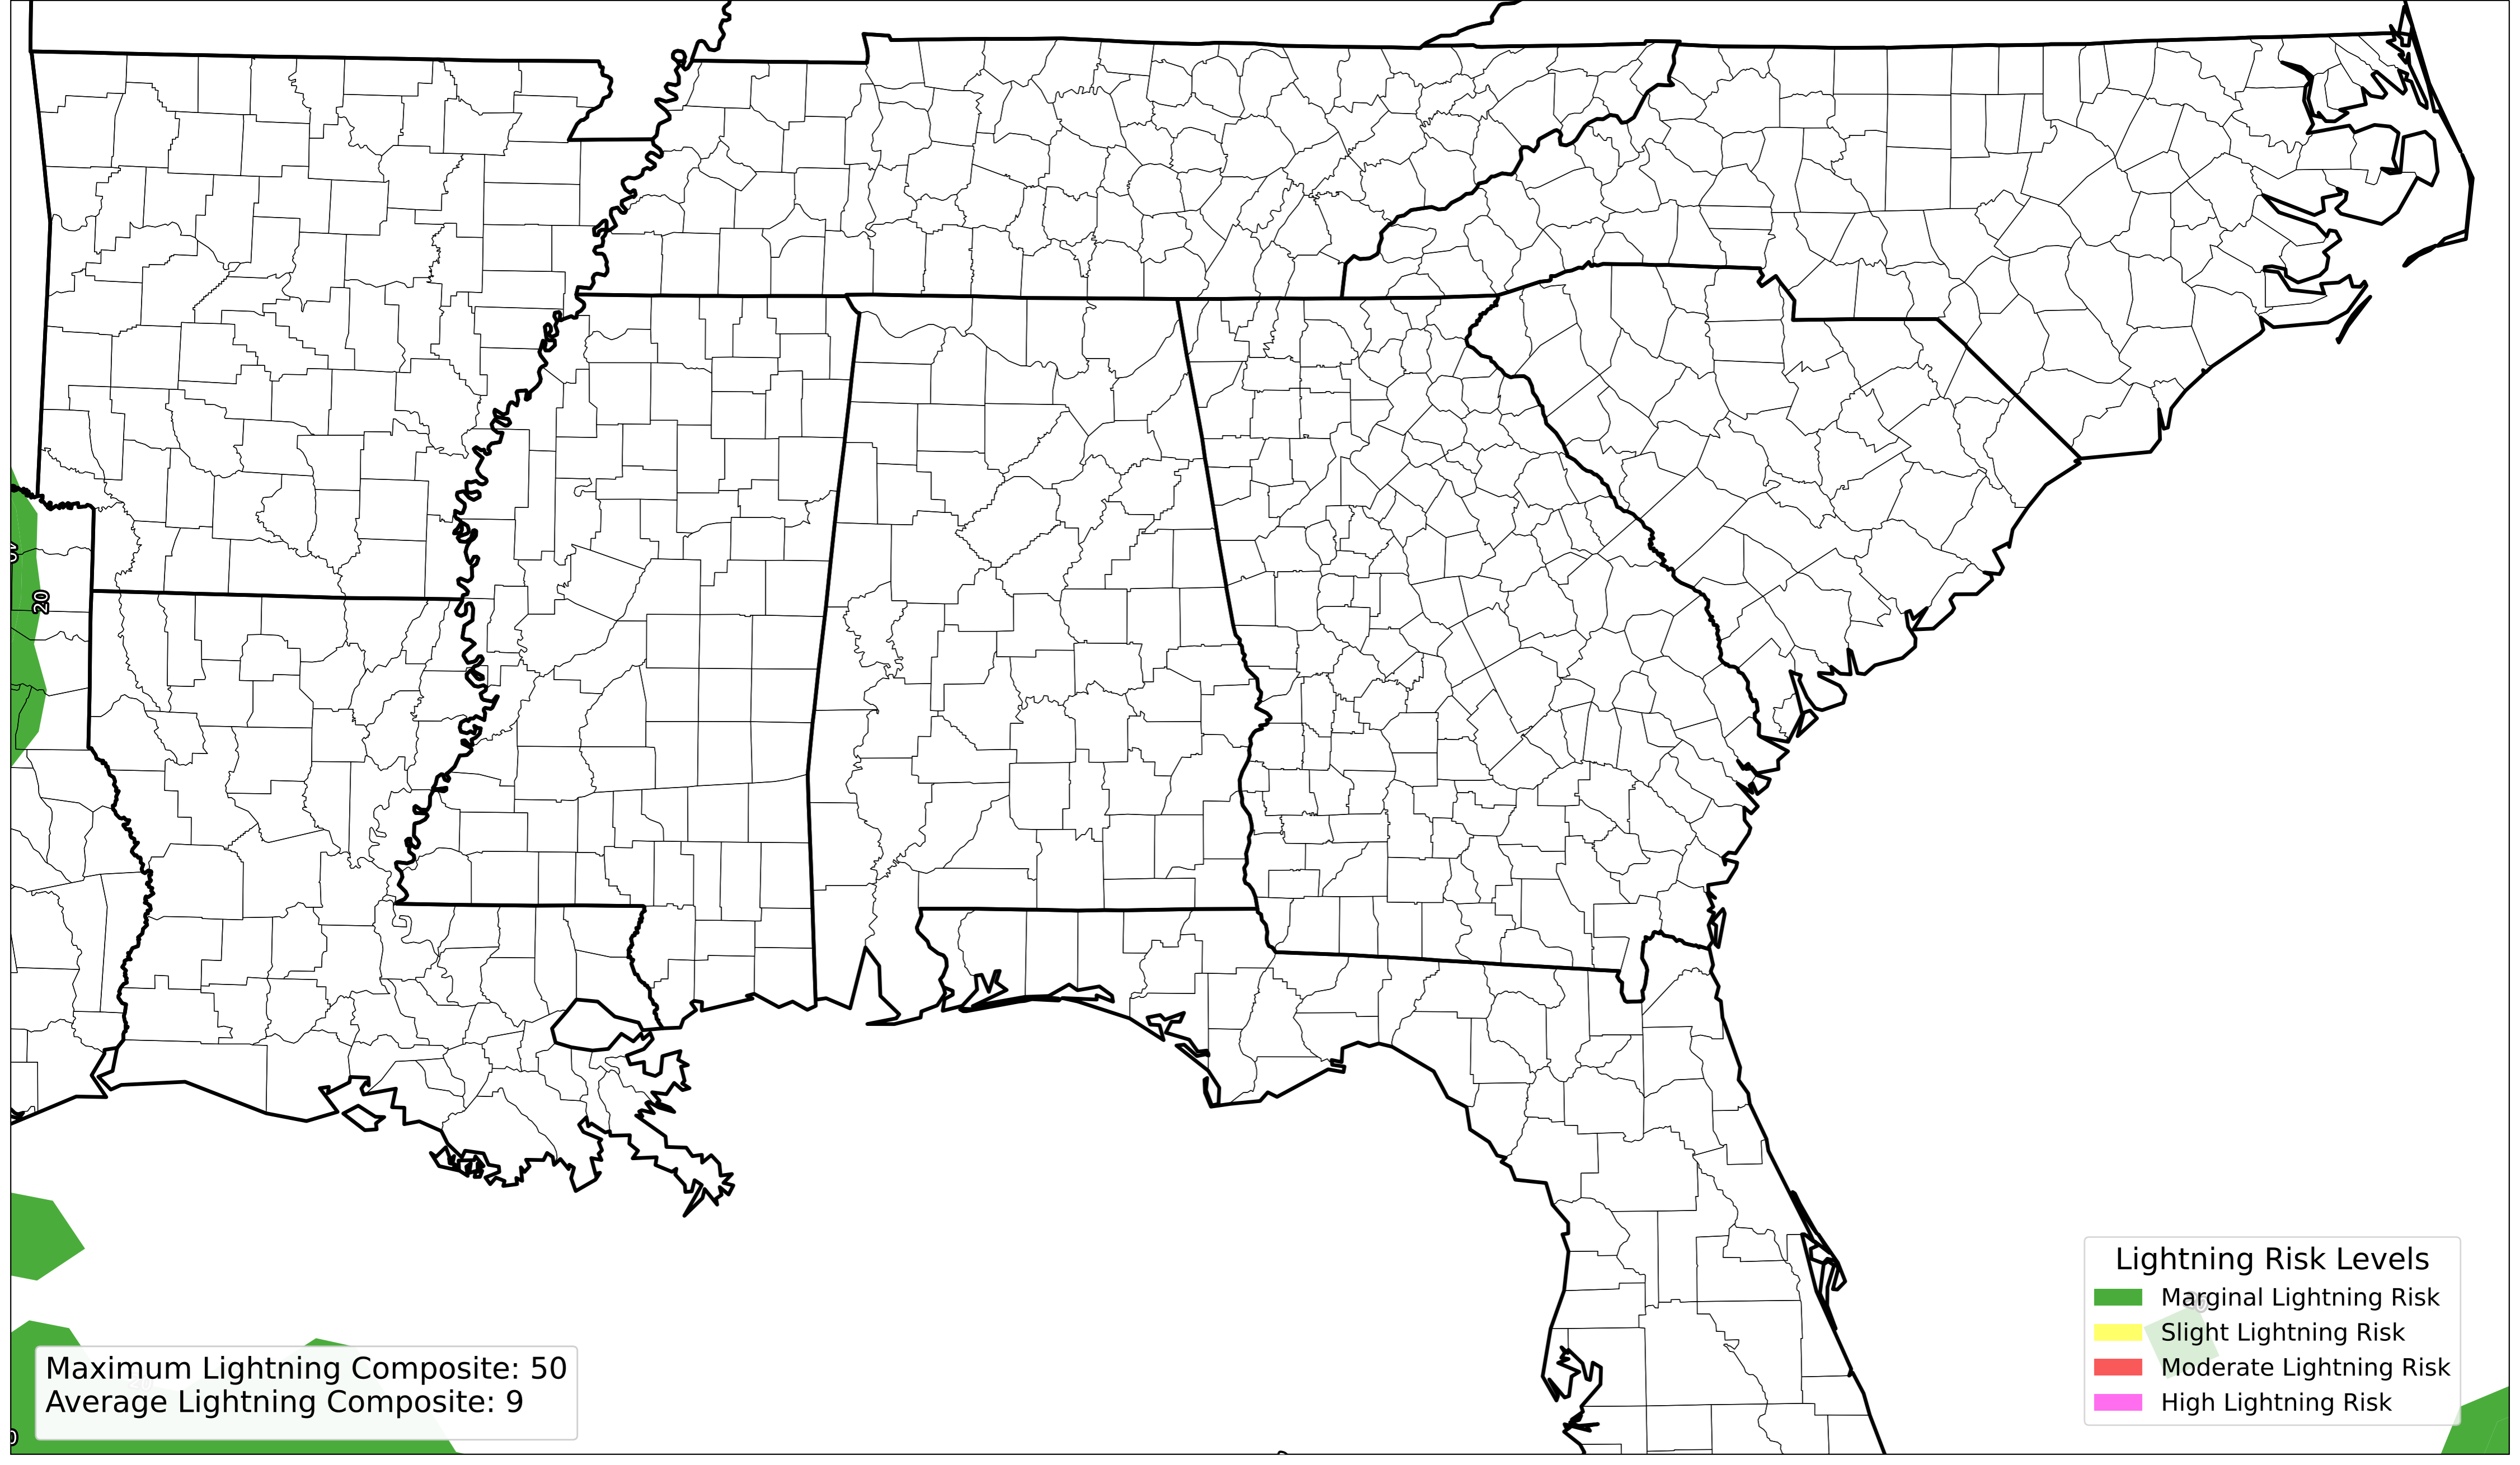 20
Maximum Lightning Composite: 50
Average Lightning Composite: 9
Lightning Risk Levels
Marginal Lightning Risk
Slight Lightning Risk
Moderate Lightning Risk
High Lightning Risk